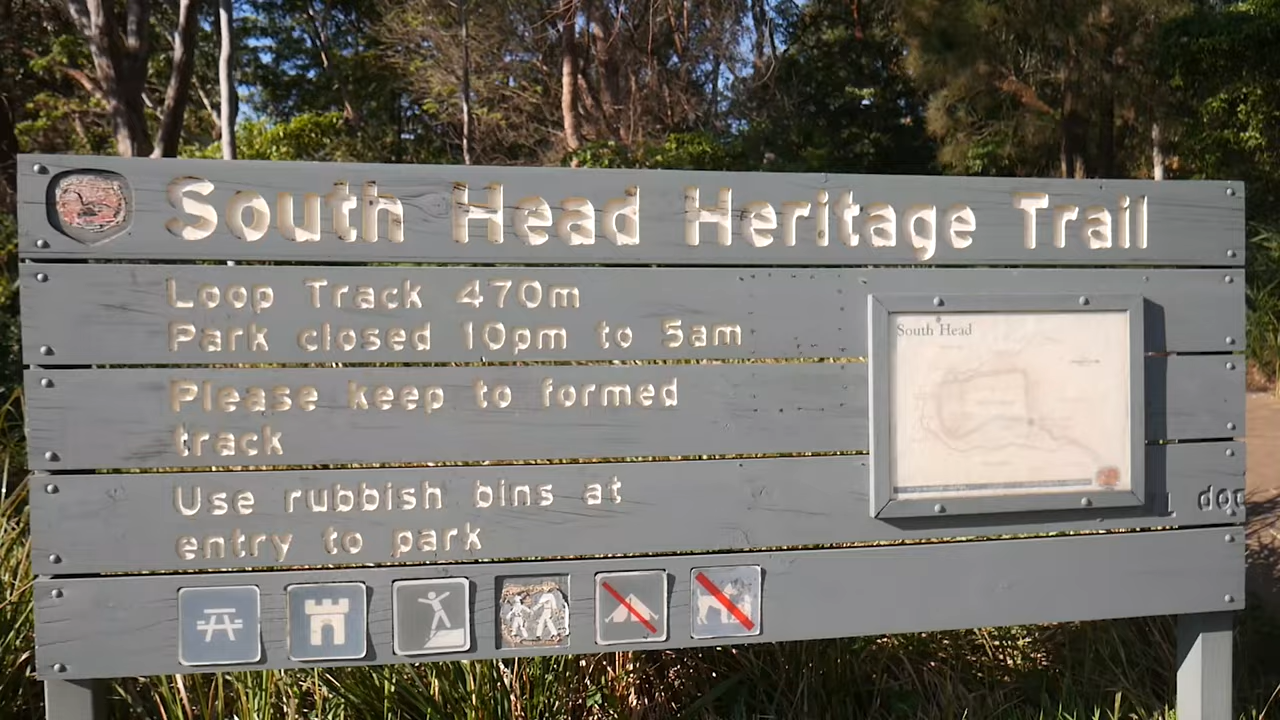 South Head Heritage Trail
Loop Track 470m
Park closed 10pm to 5am
South Head
Please keep to formed
track
Use rubbish bins at
entry to park